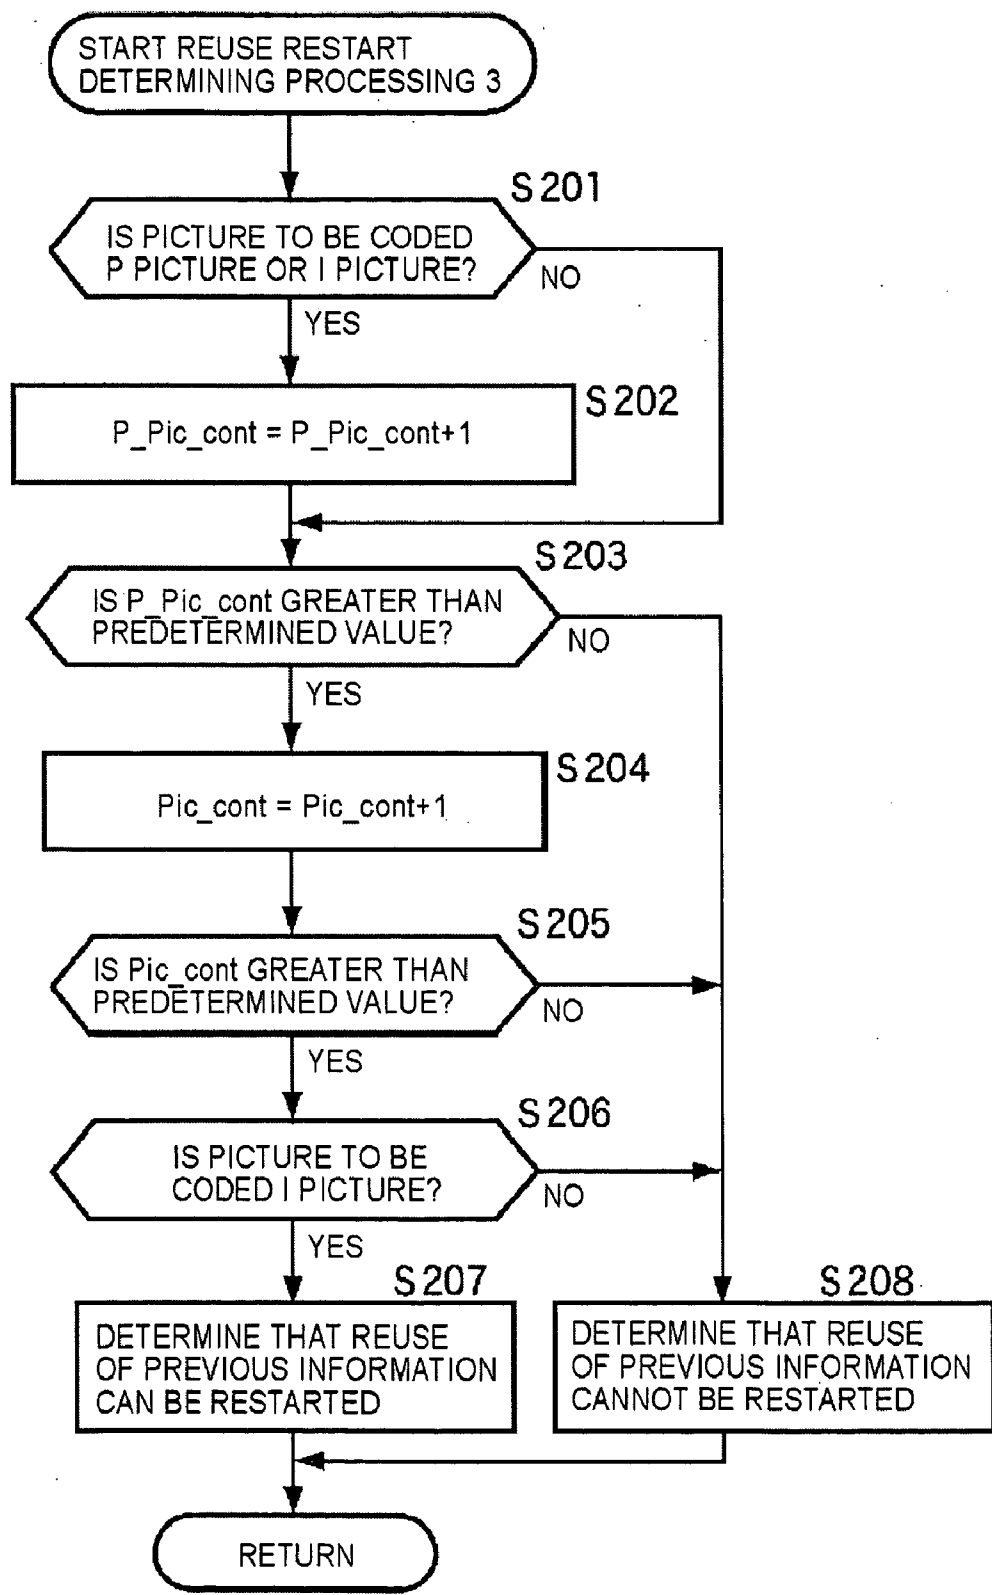 START REUSE RESTART
DETERMINING PROCESSING 3
S201
IS PICTURE TO BE CODED
P PICTURE OR I PICTURE?
NO
YES
S202
P_Pic_cont = P_Pic_cont+1
S203
IS P_Pic_cont GREATER THAN
PREDETERMINED VALUE?
NO
YES
S204
Pic_cont = Pic_cont+1
S205
IS Pic_cont GREATER THAN
PREDETERMINED VALUE?
NO
YES
S206
IS PICTURE TO BE
CODED I PICTURE?
NO
YES
S207
DETERMINE THAT REUSE
OF PREVIOUS INFORMATION
CAN BE RESTARTED
S208
DETERMINE THAT REUSE
OF PREVIOUS INFORMATION
CANNOT BE RESTARTED
RETURN